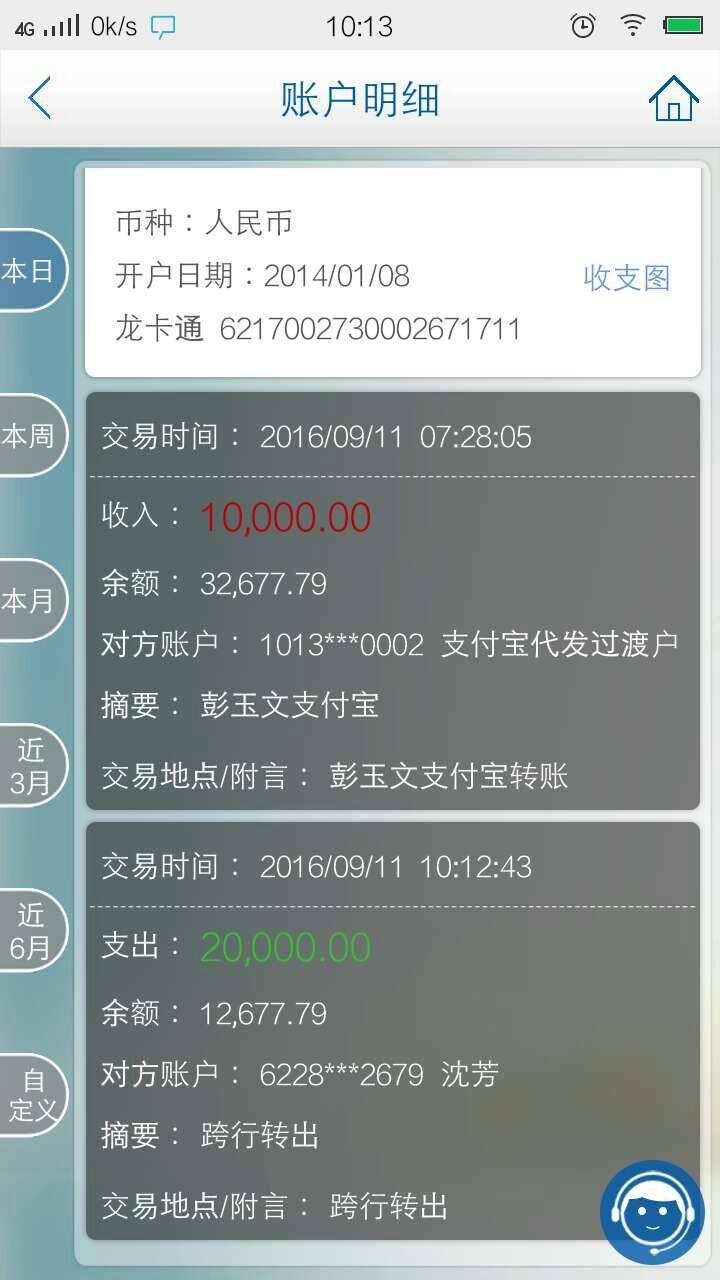 4G 0k/s 10:13
账户明细
币种：人民币
开户日期：2014/01/08 收支图
龙卡通 6217002730002671711
本日
本周
本月
近
3月
近
6月
自
定义
交易时间： 2016/09/11 07:28:05
收入： 10,000.00
余额： 32,677.79
对方账户： 1013***0002 支付宝代发过渡户
摘要： 彭玉文支付宝
交易地点/附言： 彭玉文支付宝转账
交易时间： 2016/09/11 10:12:43
支出： 20,000.00
余额： 12,677.79
对方账户： 6228***2679 沈芳
摘要： 跨行转出
交易地点/附言： 跨行转出